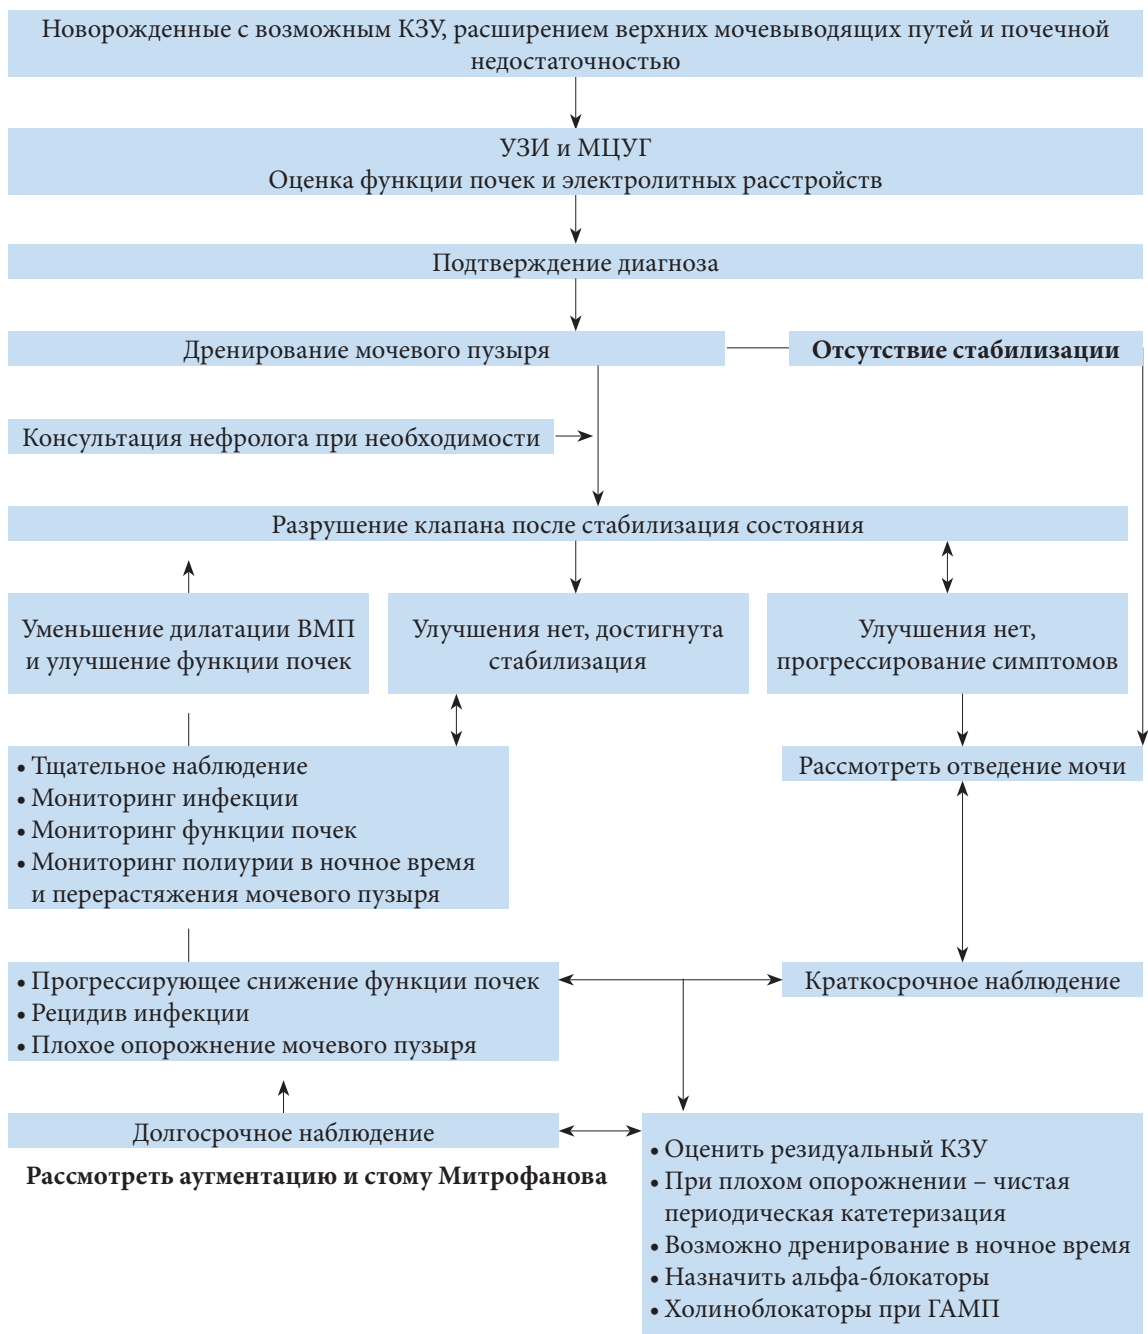 Новорожденные с возможным КЗУ, расширением верхних мочевыводящих путей и почечной
недостаточностью
УЗИ и МЦУГ
Оценка функции почек и электролитных расстройств
Подтверждение диагноза
Дренирование мочевого пузыря
Отсутствие стабилизации
Консультация нефролога при необходимости
Разрушение клапана после стабилизация состояния
Уменьшение дилатации ВМП
и улучшение функции почек
Улучшения нет, достигнута
стабилизация
Улучшения нет,
прогрессирование симптомов
• Тщательное наблюдение
• Мониторинг инфекции
• Мониторинг функции почек
• Мониторинг полиурии в ночное время
и перерастяжения мочевого пузыря
Рассмотреть отведение мочи
• Прогрессирующее снижение функции почек
• Рецидив инфекции
• Плохое опорожнение мочевого пузыря
Краткосрочное наблюдение
Долгосрочное наблюдение
Рассмотреть аугментацию и стому Митрофанова
• Оценить резидуальный КЗУ
• При плохом опорожнении – чистая
периодическая катетеризация
• Возможно дренирование в ночное время
• Назначить альфа-блокаторы
• Холиноблокаторы при ГАМП